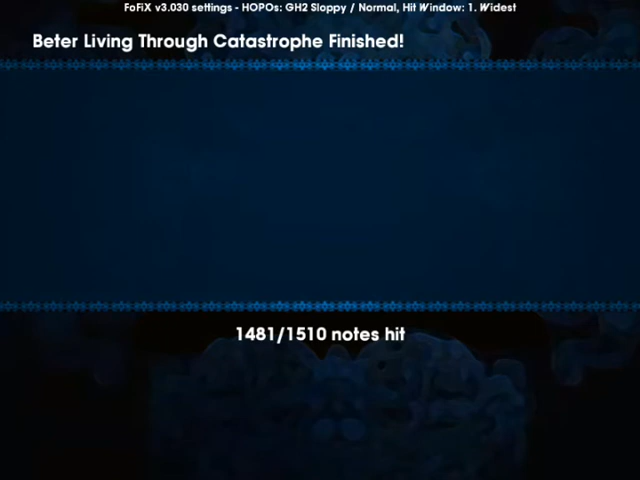 FoFiX v3.030 settings - HOPOs: GH2 Sloppy / Normal, Hit Window: 1. Widest
Beter Living Through Catastrophe Finished!
1481/1510 notes hit